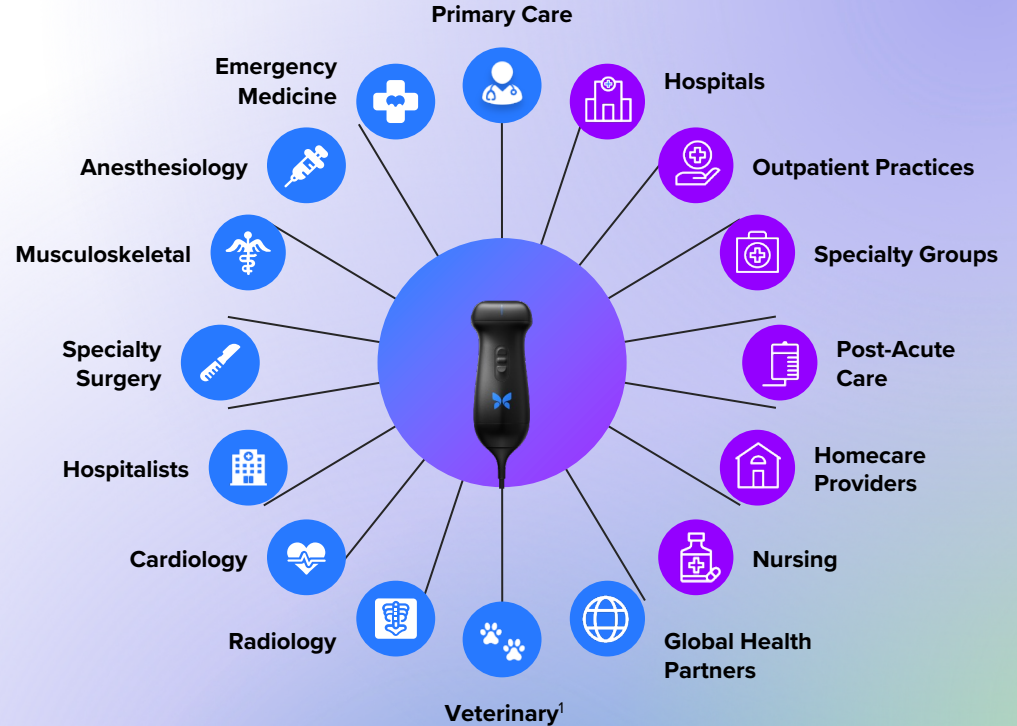 Primary Care
Emergency
Medicine
Hospitals
Anesthesiology
Outpatient Practices
Musculoskeletal
Specialty Groups
Specialty
Surgery
Post-Acute
Care
Hospitalists
Homecare
Providers
Cardiology
Nursing
Radiology
Global Health
Partners
Veterinary¹